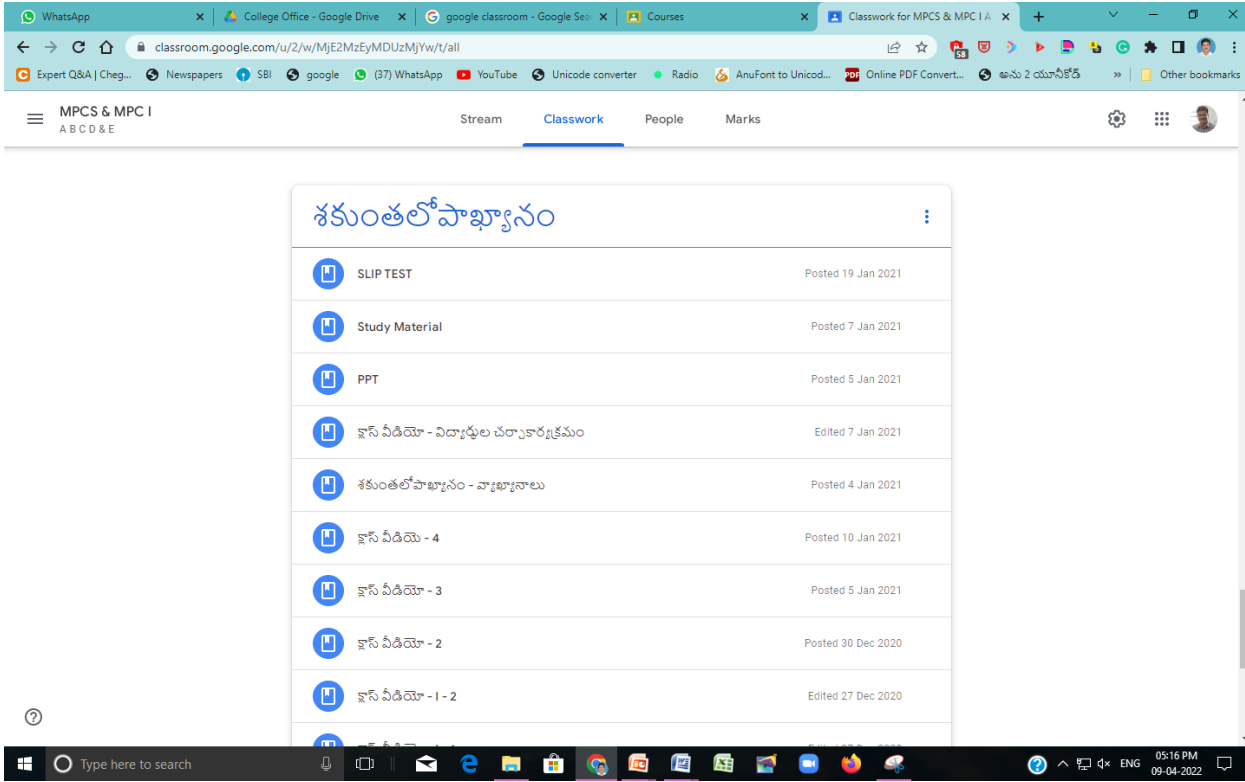 WhatsApp
College Office - Google Drive
google classroom - Google Sea
Courses
Classwork for MPCS & MPC I A
classroom.google.com/u/2/w/MjE2MzEyMDUzMjYw/t/all
58
Expert Q&A | Cheg...
Newspapers
SBI
google
(37) WhatsApp
YouTube
Unicode converter
Radio
AnuFont to Unicod...
PDF Online PDF Convert...
అను 2 యూనీకోడ్
»
Other bookmarks
MPCS & MPC I
A B C D & E
Stream
Classwork
People
Marks
శకుంతలోపాఖ్యానం
SLIP TEST
Posted 19 Jan 2021
Study Material
Posted 7 Jan 2021
PPT
Posted 5 Jan 2021
క్లాస్ వీడియో - విద్యార్థుల చర్చాకార్యక్రమం
Edited 7 Jan 2021
శకుంతలోపాఖ్యానం - వ్యాఖ్యానాలు
Posted 4 Jan 2021
క్లాస్ వీడియె - 4
Posted 10 Jan 2021
క్లాస్ వీడియో - 3
Posted 5 Jan 2021
క్లాస్ వీడియో - 2
Posted 30 Dec 2020
క్లాస్ వీడియో - I - 2
Edited 27 Dec 2020
Type here to search
ENG
05:16 PM
09-04-2022